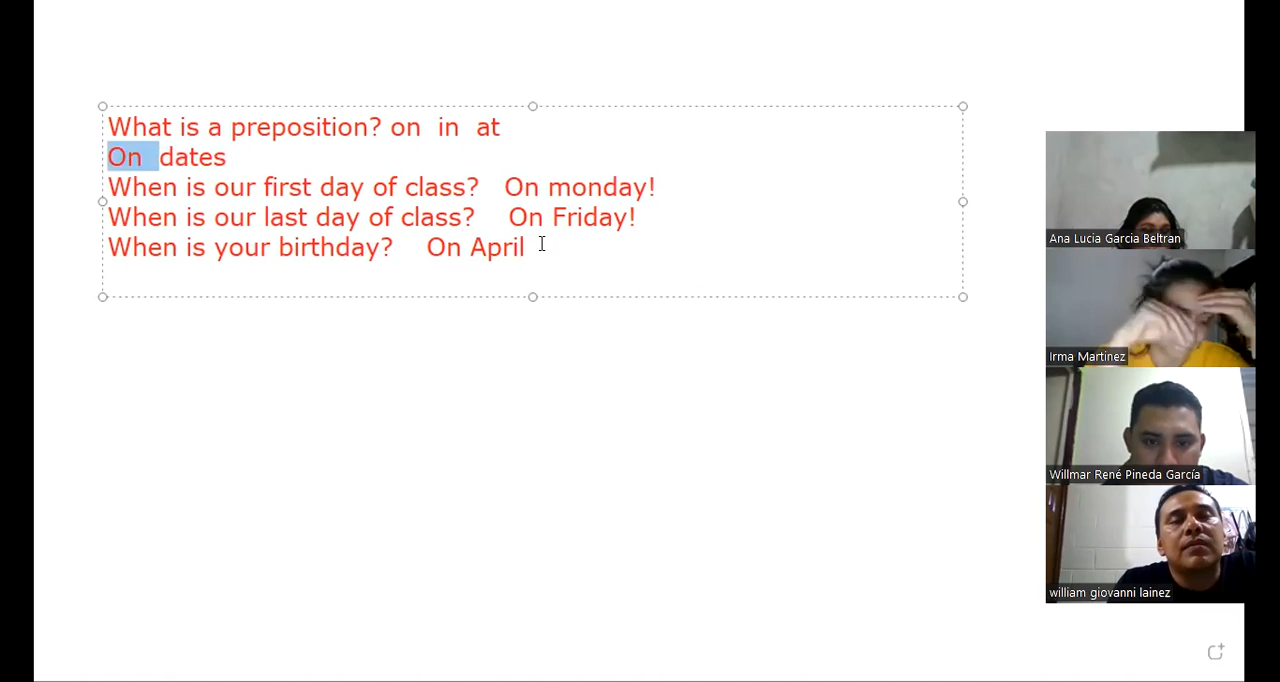 What is a preposition? on in at
On dates
When is our first day of class? On monday!
When is our last day of class? On Friday!
When is your birthday? On April
Ana Lucia Garcia Beltran
Irma Martinez
Willmar René Pineda García
william giovanni lainez